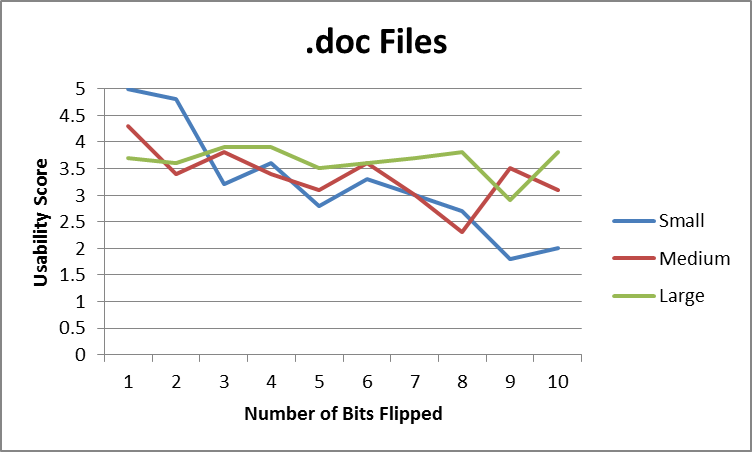 .doc Files
5
4.5
4
3.5
3
2.5
2
1.5
1
0.5
0
Usability Score
1 2 3 4 5 6 7 8 9 10
Number of Bits Flipped
Small
Medium
Large